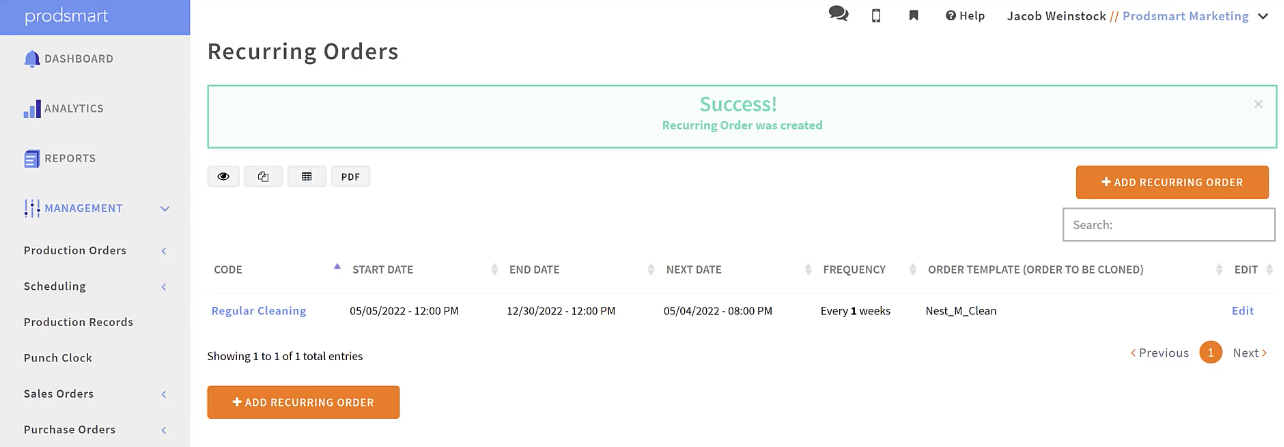 prodsmart
Help
Jacob Weinstock // Prodsmart Marketing
DASHBOARD
ANALYTICS
REPORTS
MANAGEMENT
Production Orders
Scheduling
Production Records
Punch Clock
Sales Orders
Purchase Orders
Recurring Orders
Success!
Recurring Order was created
PDF
+ ADD RECURRING ORDER
Search:
CODE START DATE END DATE NEXT DATE FREQUENCY ORDER TEMPLATE (ORDER TO BE CLONED) EDIT
Regular Cleaning 05/05/2022 - 12:00 PM 12/30/2022 - 12:00 PM 05/04/2022 - 08:00 PM Every 1 weeks Nest_M_Clean Edit
Showing 1 to 1 of 1 total entries
Previous 1 Next
+ ADD RECURRING ORDER